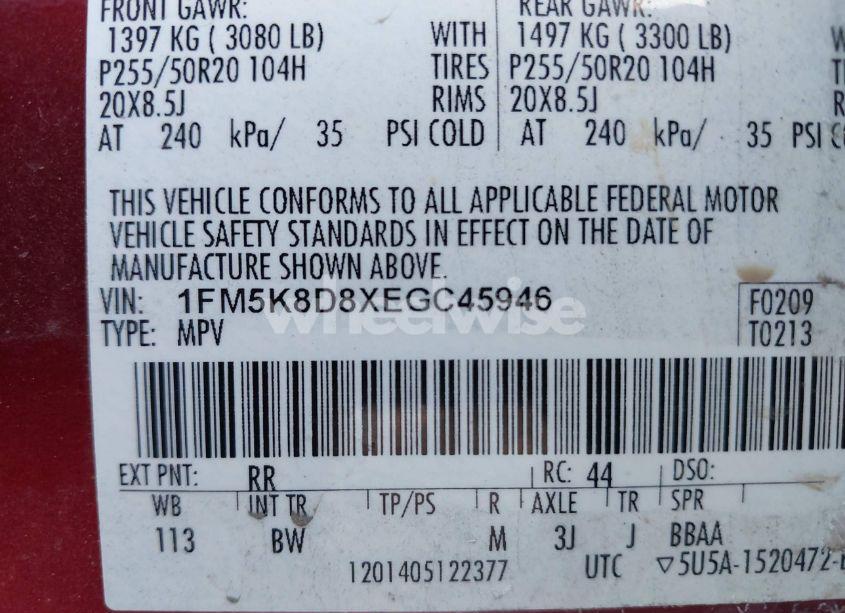 FRONT GAWR: REAR GAWR:
1397 KG ( 3080 LB) WITH 1497 KG ( 3300 LB)
P255/50R20 104H TIRES P255/50R20 104H
20X8.5J RIMS 20X8.5J
AT 240 kPa/ 35 PSI COLD AT 240 kPa/ 35 PSI
THIS VEHICLE CONFORMS TO ALL APPLICABLE FEDERAL MOTOR
VEHICLE SAFETY STANDARDS IN EFFECT ON THE DATE OF
MANUFACTURE SHOWN ABOVE.
VIN: 1FM5K8D8XEGC45946 F0209
wheelwise
TYPE: MPV T0213
EXT PNT: RR RC: 44 DSO:
WB INT TR TP/PS R AXLE TR SPR
113 BW M 3J J BBAA
1201405122377 UTC ▽5U5A-1520472-